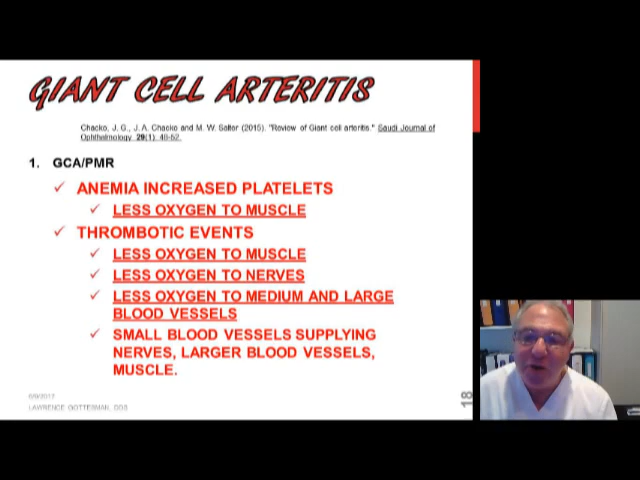 GIANT CELL ARTERITIS
Chacko, J. G., J. A. Chacko and M. W. Salter (2015). "Review of Giant cell arteritis." Saudi Journal of
Ophthalmology 29(1): 48-52.
1. GCA/PMR
✓ ANEMIA INCREASED PLATELETS
✓ LESS OXYGEN TO MUSCLE
✓ THROMBOTIC EVENTS
✓ LESS OXYGEN TO MUSCLE
✓ LESS OXYGEN TO NERVES
✓ LESS OXYGEN TO MEDIUM AND LARGE
BLOOD VESSELS
✓ SMALL BLOOD VESSELS SUPPLYING
NERVES, LARGER BLOOD VESSELS,
MUSCLE.
LAWRENCE GOTTESMAN, DDS
18